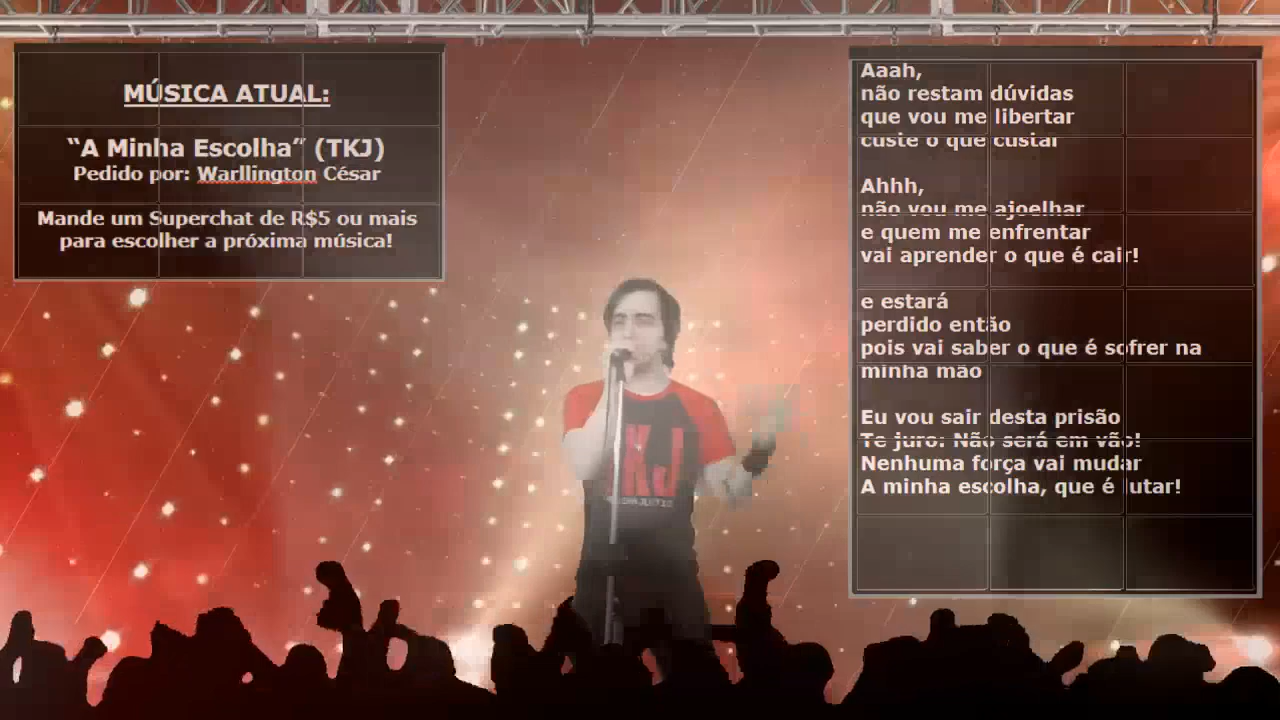 MÚSICA ATUAL:
“A Minha Escolha” (TKJ)
Pedido por: Warllington César
Mande um Superchat de R$5 ou mais
para escolher a próxima música!
Aaah,
não restam dúvidas
que vou me libertar
custe o que custar
Ahhh,
não vou me ajoelhar
e quem me enfrentar
vai aprender o que é cair!
e estará
perdido então
pois vai saber o que é sofrer na
minha mão
Eu vou sair desta prisão
Te juro: Não será em vão!
Nenhuma força vai mudar
A minha escolha, que é lutar!
KJ